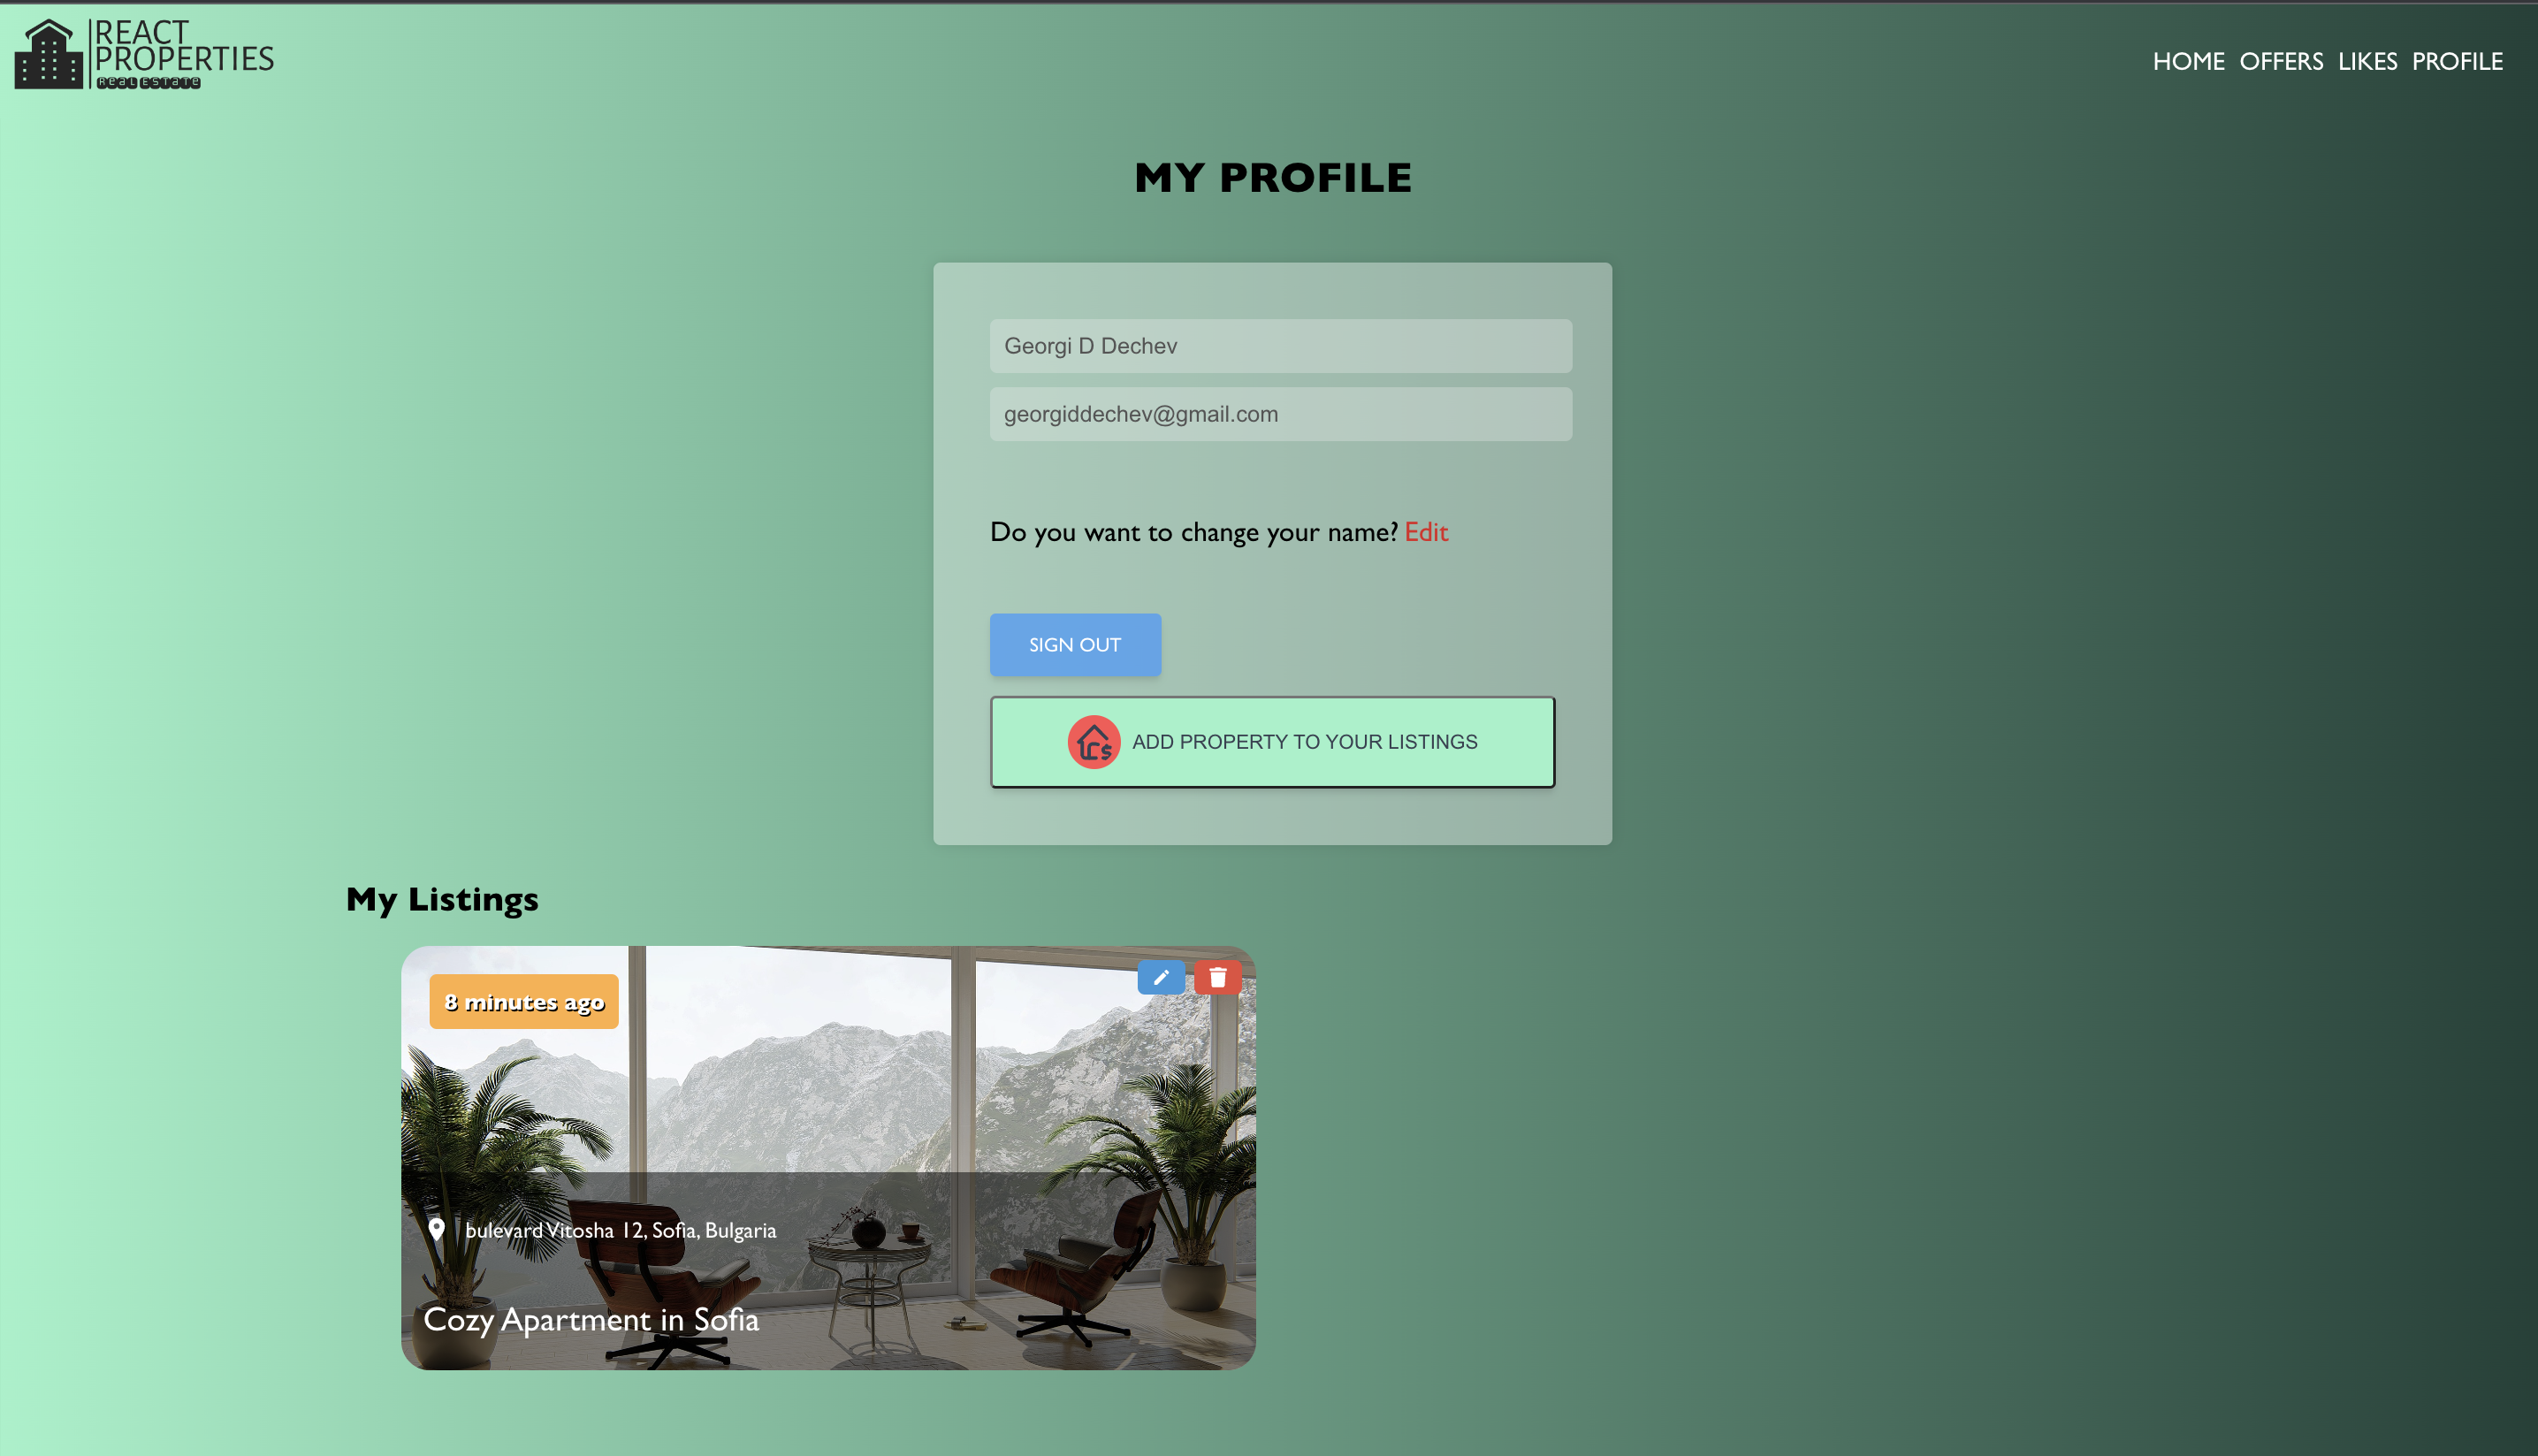 REACT
PROPERTIES
Real Estate
HOME OFFERS LIKES PROFILE
MY PROFILE
Georgi D Dechev
georgiddechev@gmail.com
Do you want to change your name? Edit
SIGN OUT
ADD PROPERTY TO YOUR LISTINGS
My Listings
8 minutes ago
bulevard Vitosha 12, Sofia, Bulgaria
Cozy Apartment in Sofia